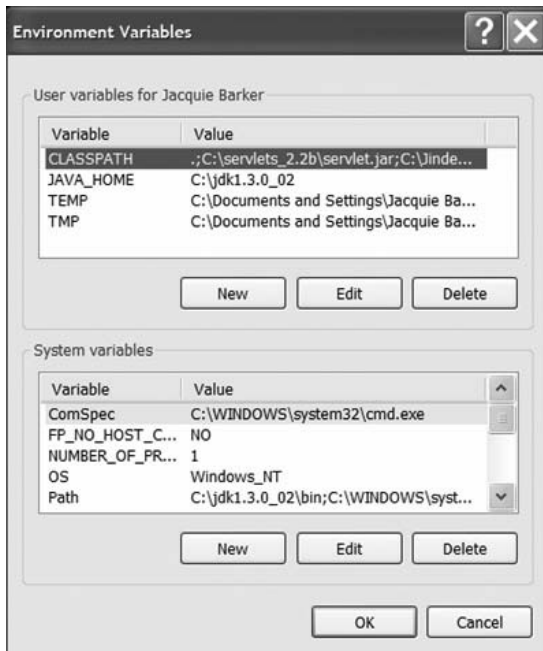 Environment Variables
User variables for Jacquie Barker
Variable Value
CLASSPATH .;C:\servlets_2.2b\servlet.jar;C:\Jinde...
JAVA_HOME C:\jdk1.3.0_02
TEMP C:\Documents and Settings\Jacquie Ba...
TMP C:\Documents and Settings\Jacquie Ba...
New Edit Delete
System variables
Variable Value
ComSpec C:\WINDOWS\system32\cmd.exe
FP_NO_HOST_C... NO
NUMBER_OF_PR... 1
OS Windows_NT
Path C:\jdk1.3.0_02\bin;C:\WINDOWS\syst...
New Edit Delete
OK Cancel